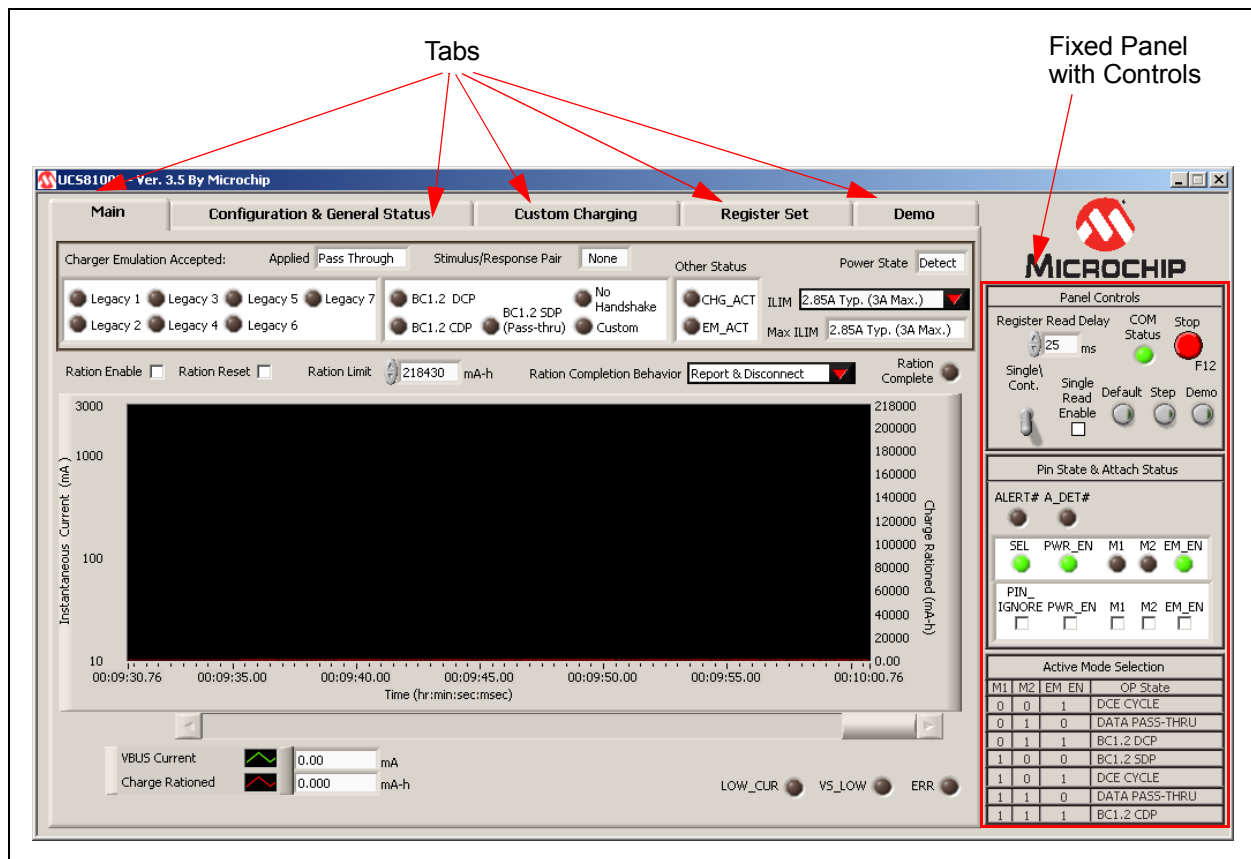 Tabs
Fixed Panel
with Controls
- Ver. 3.5 By Microchip
Main
Configuration & General Status
Custom Charging
Register Set
Demo
MICROCHIP
Charger Emulation Accepted:
Applied Pass Through
Stimulus/Response Pair None
Other Status
Power State Detect
Legacy 1 Legacy 3 Legacy 5 Legacy 7
Legacy 2 Legacy 4 Legacy 6
BC1.2 DCP
BC1.2 CDP
BC1.2 SDP
(Pass-thru)
No
Handshake
Custom
CHG_ACT
EM_ACT
ILIM 2.85A Typ. (3A Max.)
Max ILIM 2.85A Typ. (3A Max.)
Ration Enable
Ration Reset
Ration Limit 218430 mA-h
Ration Completion Behavior Report & Disconnect
Ration
Complete
Instantaneous Current (mA)
3000
1000
100
10
218000
200000
180000
160000
140000
120000
100000
80000
60000
40000
20000
0.00
Charge Rationed (mA-h)
00:09:30.76 00:09:35.00 00:09:40.00 00:09:45.00 00:09:50.00 00:09:55.00 00:10:00.76
Time (hr:min:sec:msec)
VBUS Current 0.00 mA
Charge Rationed 0.000 mA-h
LOW_CUR VS_LOW ERR
Panel Controls
Register Read Delay
25 ms
COM
Status
Stop
F12
Single\
Cont.
Single
Read
Enable
Default Step Demo
Pin State & Attach Status
ALERT# A_DET#
SEL PWR_EN M1 M2 EM_EN
PIN_
IGNORE PWR_EN M1 M2 EM_EN
Active Mode Selection
M1 M2 EM_EN OP State
0 0 1 DCE CYCLE
0 1 0 DATA PASS-THRU
0 1 1 BC1.2 DCP
1 0 0 BC1.2 SDP
1 0 1 DCE CYCLE
1 1 0 DATA PASS-THRU
1 1 1 BC1.2 CDP